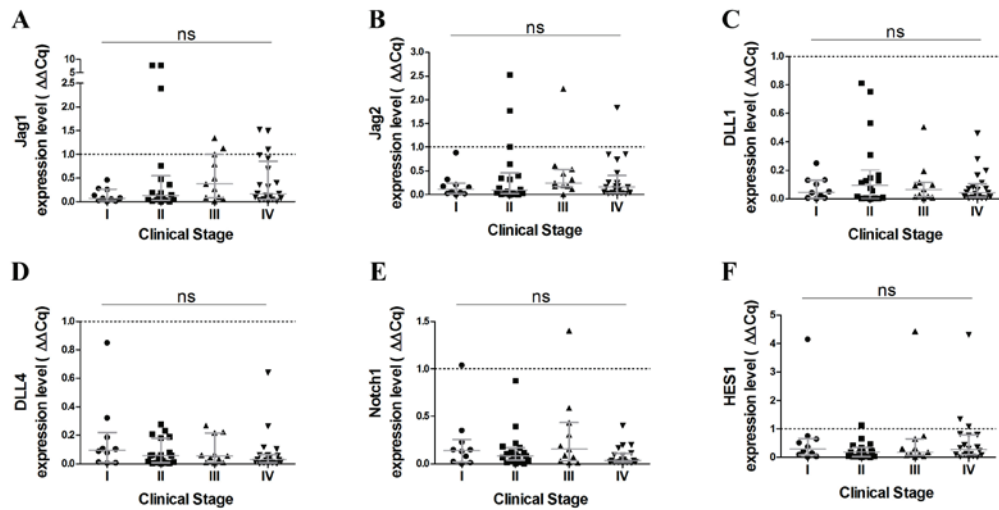 A
ns
Jag1
expression level ( ΔΔCq)
10
5
2.5
2.0
1.5
1.0
0.5
0.0
I II III IV
Clinical Stage
B
ns
Jag2
expression level ( ΔΔCq)
3.0
2.5
2.0
1.5
1.0
0.5
0.0
I II III IV
Clinical Stage
C
ns
DLL1
expression level ( ΔΔCq)
1.0
0.8
0.6
0.4
0.2
0.0
I II III IV
Clinical Stage
D
ns
DLL4
expression level ( ΔΔCq)
1.0
0.8
0.6
0.4
0.2
0.0
I II III IV
Clinical Stage
E
ns
Notch1
expression level ( ΔΔCq)
1.5
1.0
0.5
0.0
I II III IV
Clinical Stage
F
ns
HES1
expression level ( ΔΔCq)
5
4
3
2
1
0
I II III IV
Clinical Stage